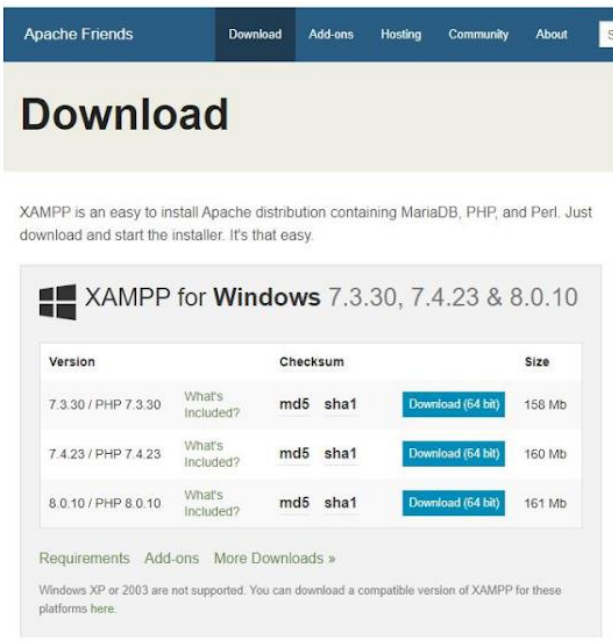 Apache Friends Download Add-ons Hosting Community About
Download
XAMPP is an easy to install Apache distribution containing MariaDB, PHP, and Perl. Just
download and start the installer. It's that easy.
XAMPP for Windows 7.3.30, 7.4.23 & 8.0.10
Version Checksum Size
7.3.30 / PHP 7.3.30 What's Included? md5 sha1 Download (64 bit) 158 Mb
7.4.23 / PHP 7.4.23 What's Included? md5 sha1 Download (64 bit) 160 Mb
8.0.10 / PHP 8.0.10 What's Included? md5 sha1 Download (64 bit) 161 Mb
Requirements Add-ons More Downloads »
Windows XP or 2003 are not supported. You can download a compatible version of XAMPP for these
platforms here.